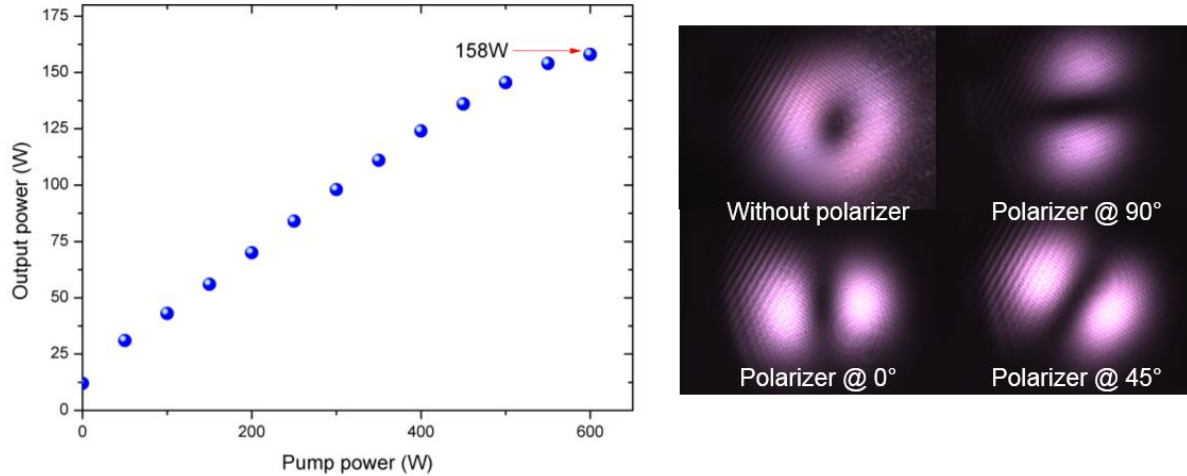 175
150
125
100
75
50
25
0
Output power (W)
158W
0
200
400
600
Pump power (W)
Without polarizer
Polarizer @ 90°
Polarizer @ 0°
Polarizer @ 45°